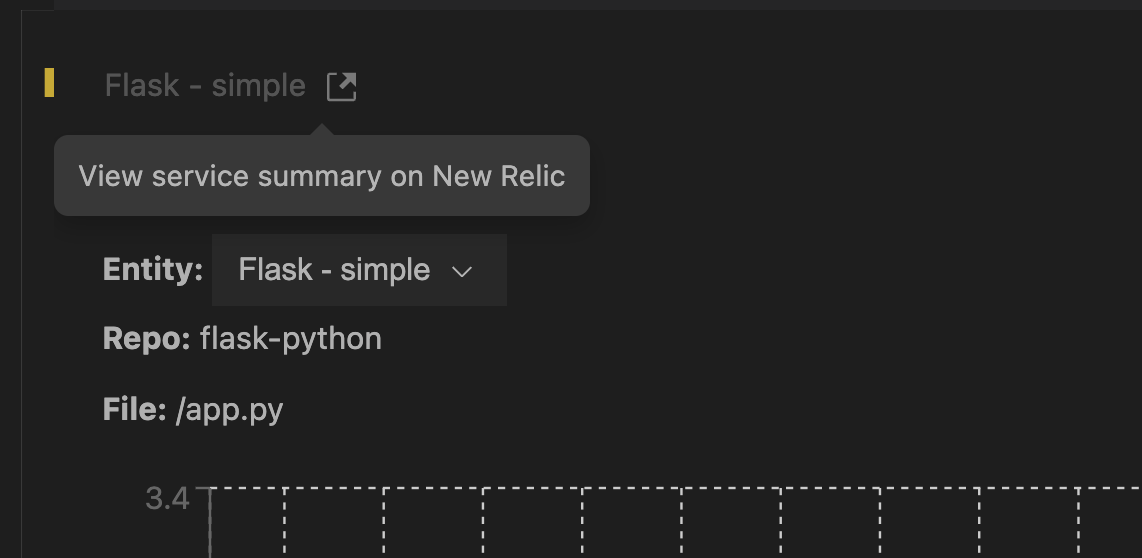 Flask - simple
View service summary on New Relic
Entity: Flask - simple
Repo: flask-python
File: /app.py
3.4